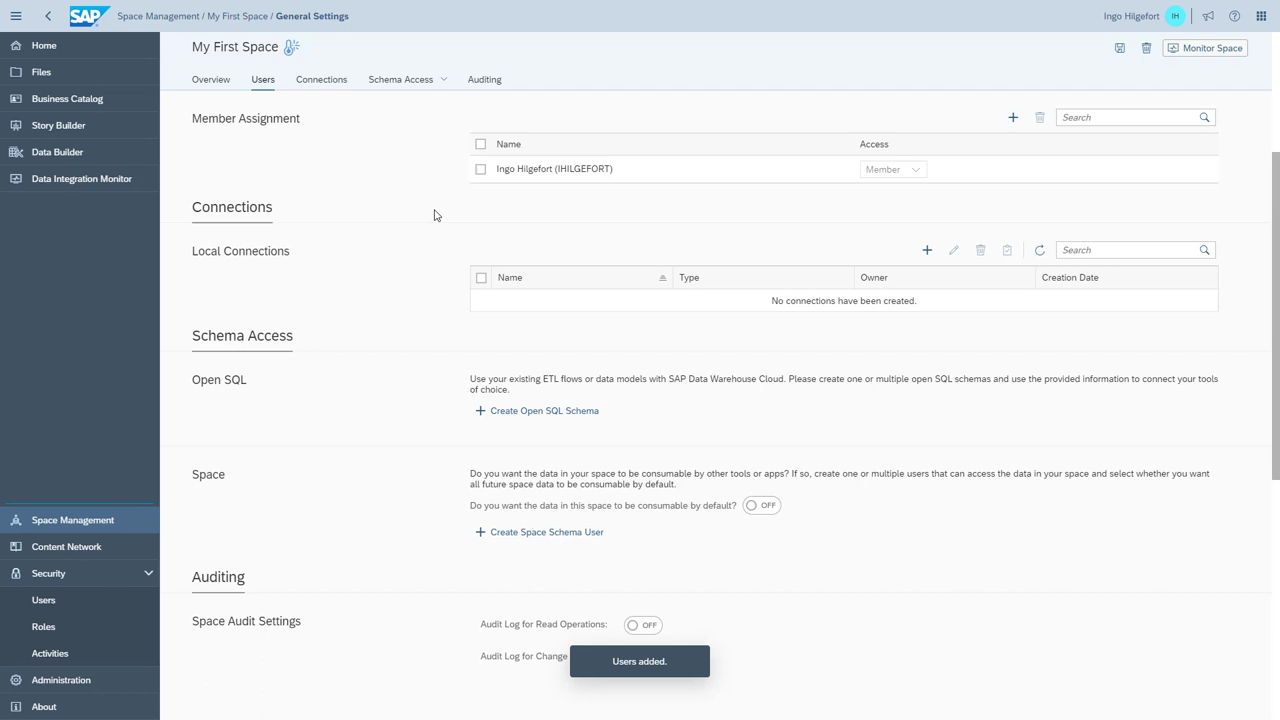 SAP
Space Management / My First Space / General Settings
Ingo Hilgefort
IH
Home
Files
Business Catalog
Story Builder
Data Builder
Data Integration Monitor
Space Management
Content Network
Security
Users
Roles
Activities
Administration
About
My First Space
Monitor Space
Overview
Users
Connections
Schema Access
Auditing
Member Assignment
Search
Name
Access
Ingo Hilgefort (IHILGEFORT)
Member
Connections
Local Connections
Search
Name
Type
Owner
Creation Date
No connections have been created.
Schema Access
Open SQL
Use your existing ETL flows or data models with SAP Data Warehouse Cloud. Please create one or multiple open SQL schemas and use the provided information to connect your tools
of choice.
Create Open SQL Schema
Space
Do you want the data in your space to be consumable by other tools or apps? If so, create one or multiple users that can access the data in your space and select whether you want
all future space data to be consumable by default.
Do you want the data in this space to be consumable by default?
OFF
Create Space Schema User
Auditing
Space Audit Settings
Audit Log for Read Operations:
OFF
Audit Log for Change
Users added.